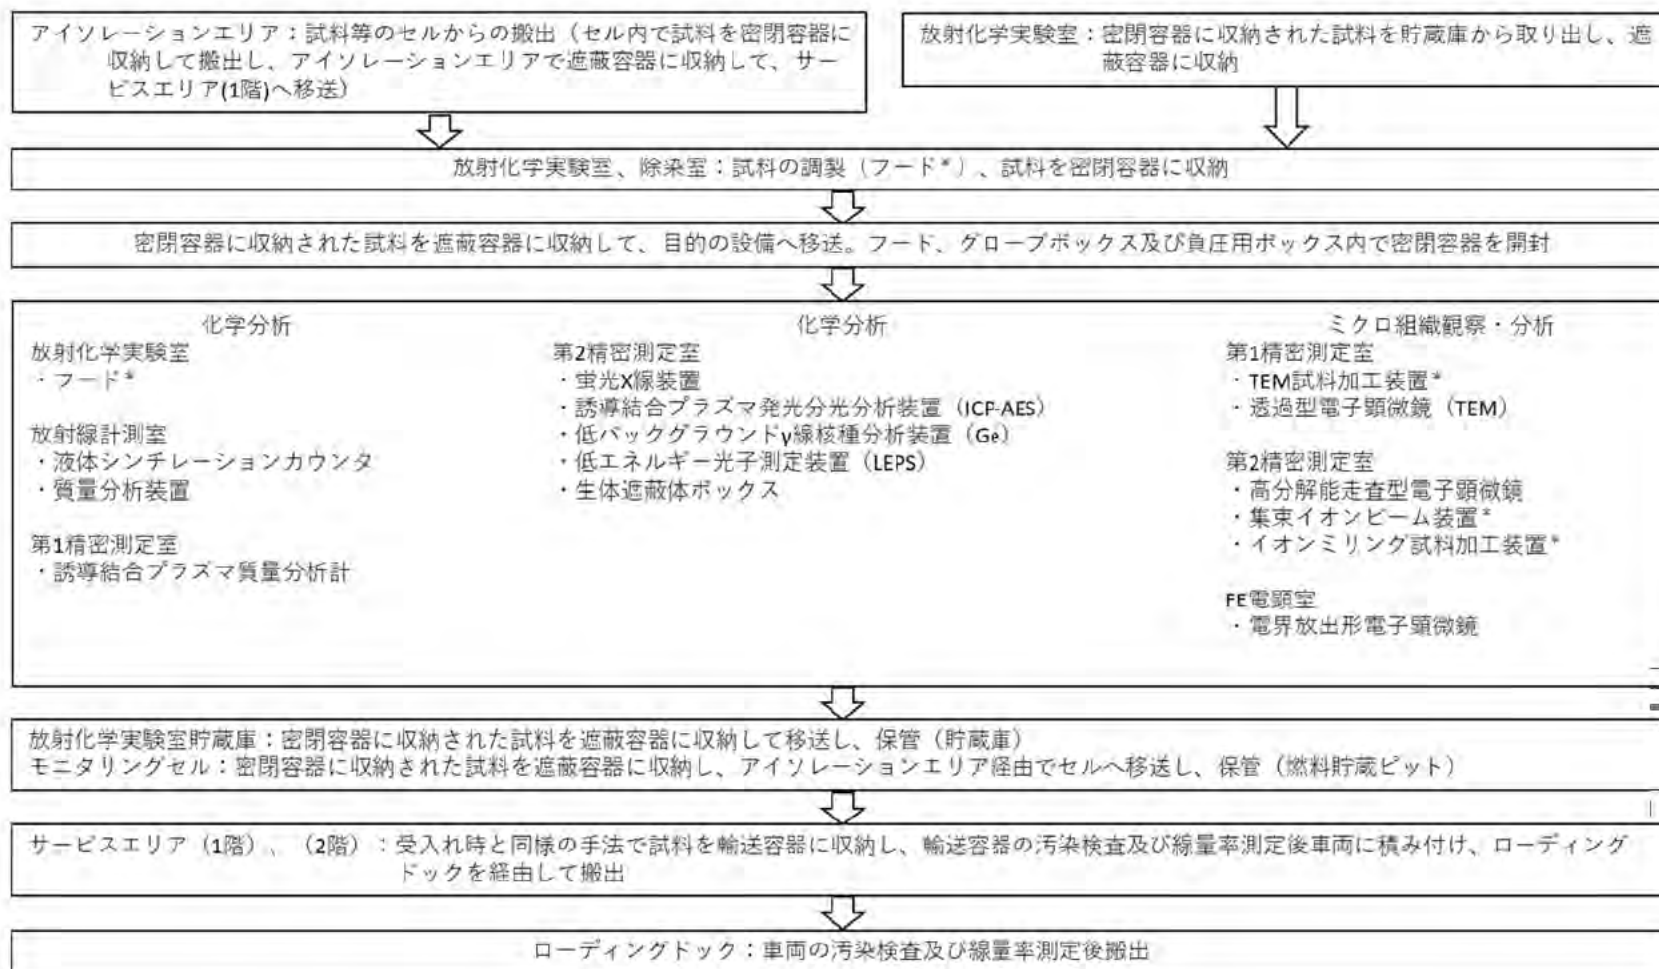 アイソレーションエリア：試料等のセルからの搬出（セル内で試料を密閉容器に
収納して搬出し、アイソレーションエリアで遮蔽容器に収納して、サー
ビスエリア(1階)へ移送）
放射化学実験室：密閉容器に収納された試料を貯蔵庫から取り出し、遮
蔽容器に収納
放射化学実験室、除染室：試料の調製（フード*）、試料を密閉容器に収納
密閉容器に収納された試料を遮蔽容器に収納して、目的の設備へ移送。フード、グローブボックス及び負圧用ボックス内で密閉容器を開封
化学分析
放射化学実験室
・フード*
放射線計測室
・液体シンチレーションカウンタ
・質量分析装置
第1精密測定室
・誘導結合プラズマ質量分析計
化学分析
第2精密測定室
・蛍光X線装置
・誘導結合プラズマ発光分光分析装置（ICP-AES）
・低バックグラウンドγ線核種分析装置（Ge）
・低エネルギー光子測定装置（LEPS）
・生体遮蔽体ボックス
ミクロ組織観察・分析
第1精密測定室
・TEM試料加工装置*
・透過型電子顕微鏡（TEM）
第2精密測定室
・高分解能走査型電子顕微鏡
・集束イオンビーム装置*
・イオンミリング試料加工装置*
FE電顕室
・電界放出形電子顕微鏡
放射化学実験室貯蔵庫：密閉容器に収納された試料を遮蔽容器に収納して移送し、保管（貯蔵庫）
モニタリングセル：密閉容器に収納された試料を遮蔽容器に収納し、アイソレーションエリア経由でセルへ移送し、保管（燃料貯蔵ピット）
サービスエリア（1階）、（2階）：受入れ時と同様の手法で試料を輸送容器に収納し、輸送容器の汚染検査及び線量率測定後車両に積み付け、ローディング
ドックを経由して搬出
ローディングドック：車両の汚染検査及び線量率測定後搬出